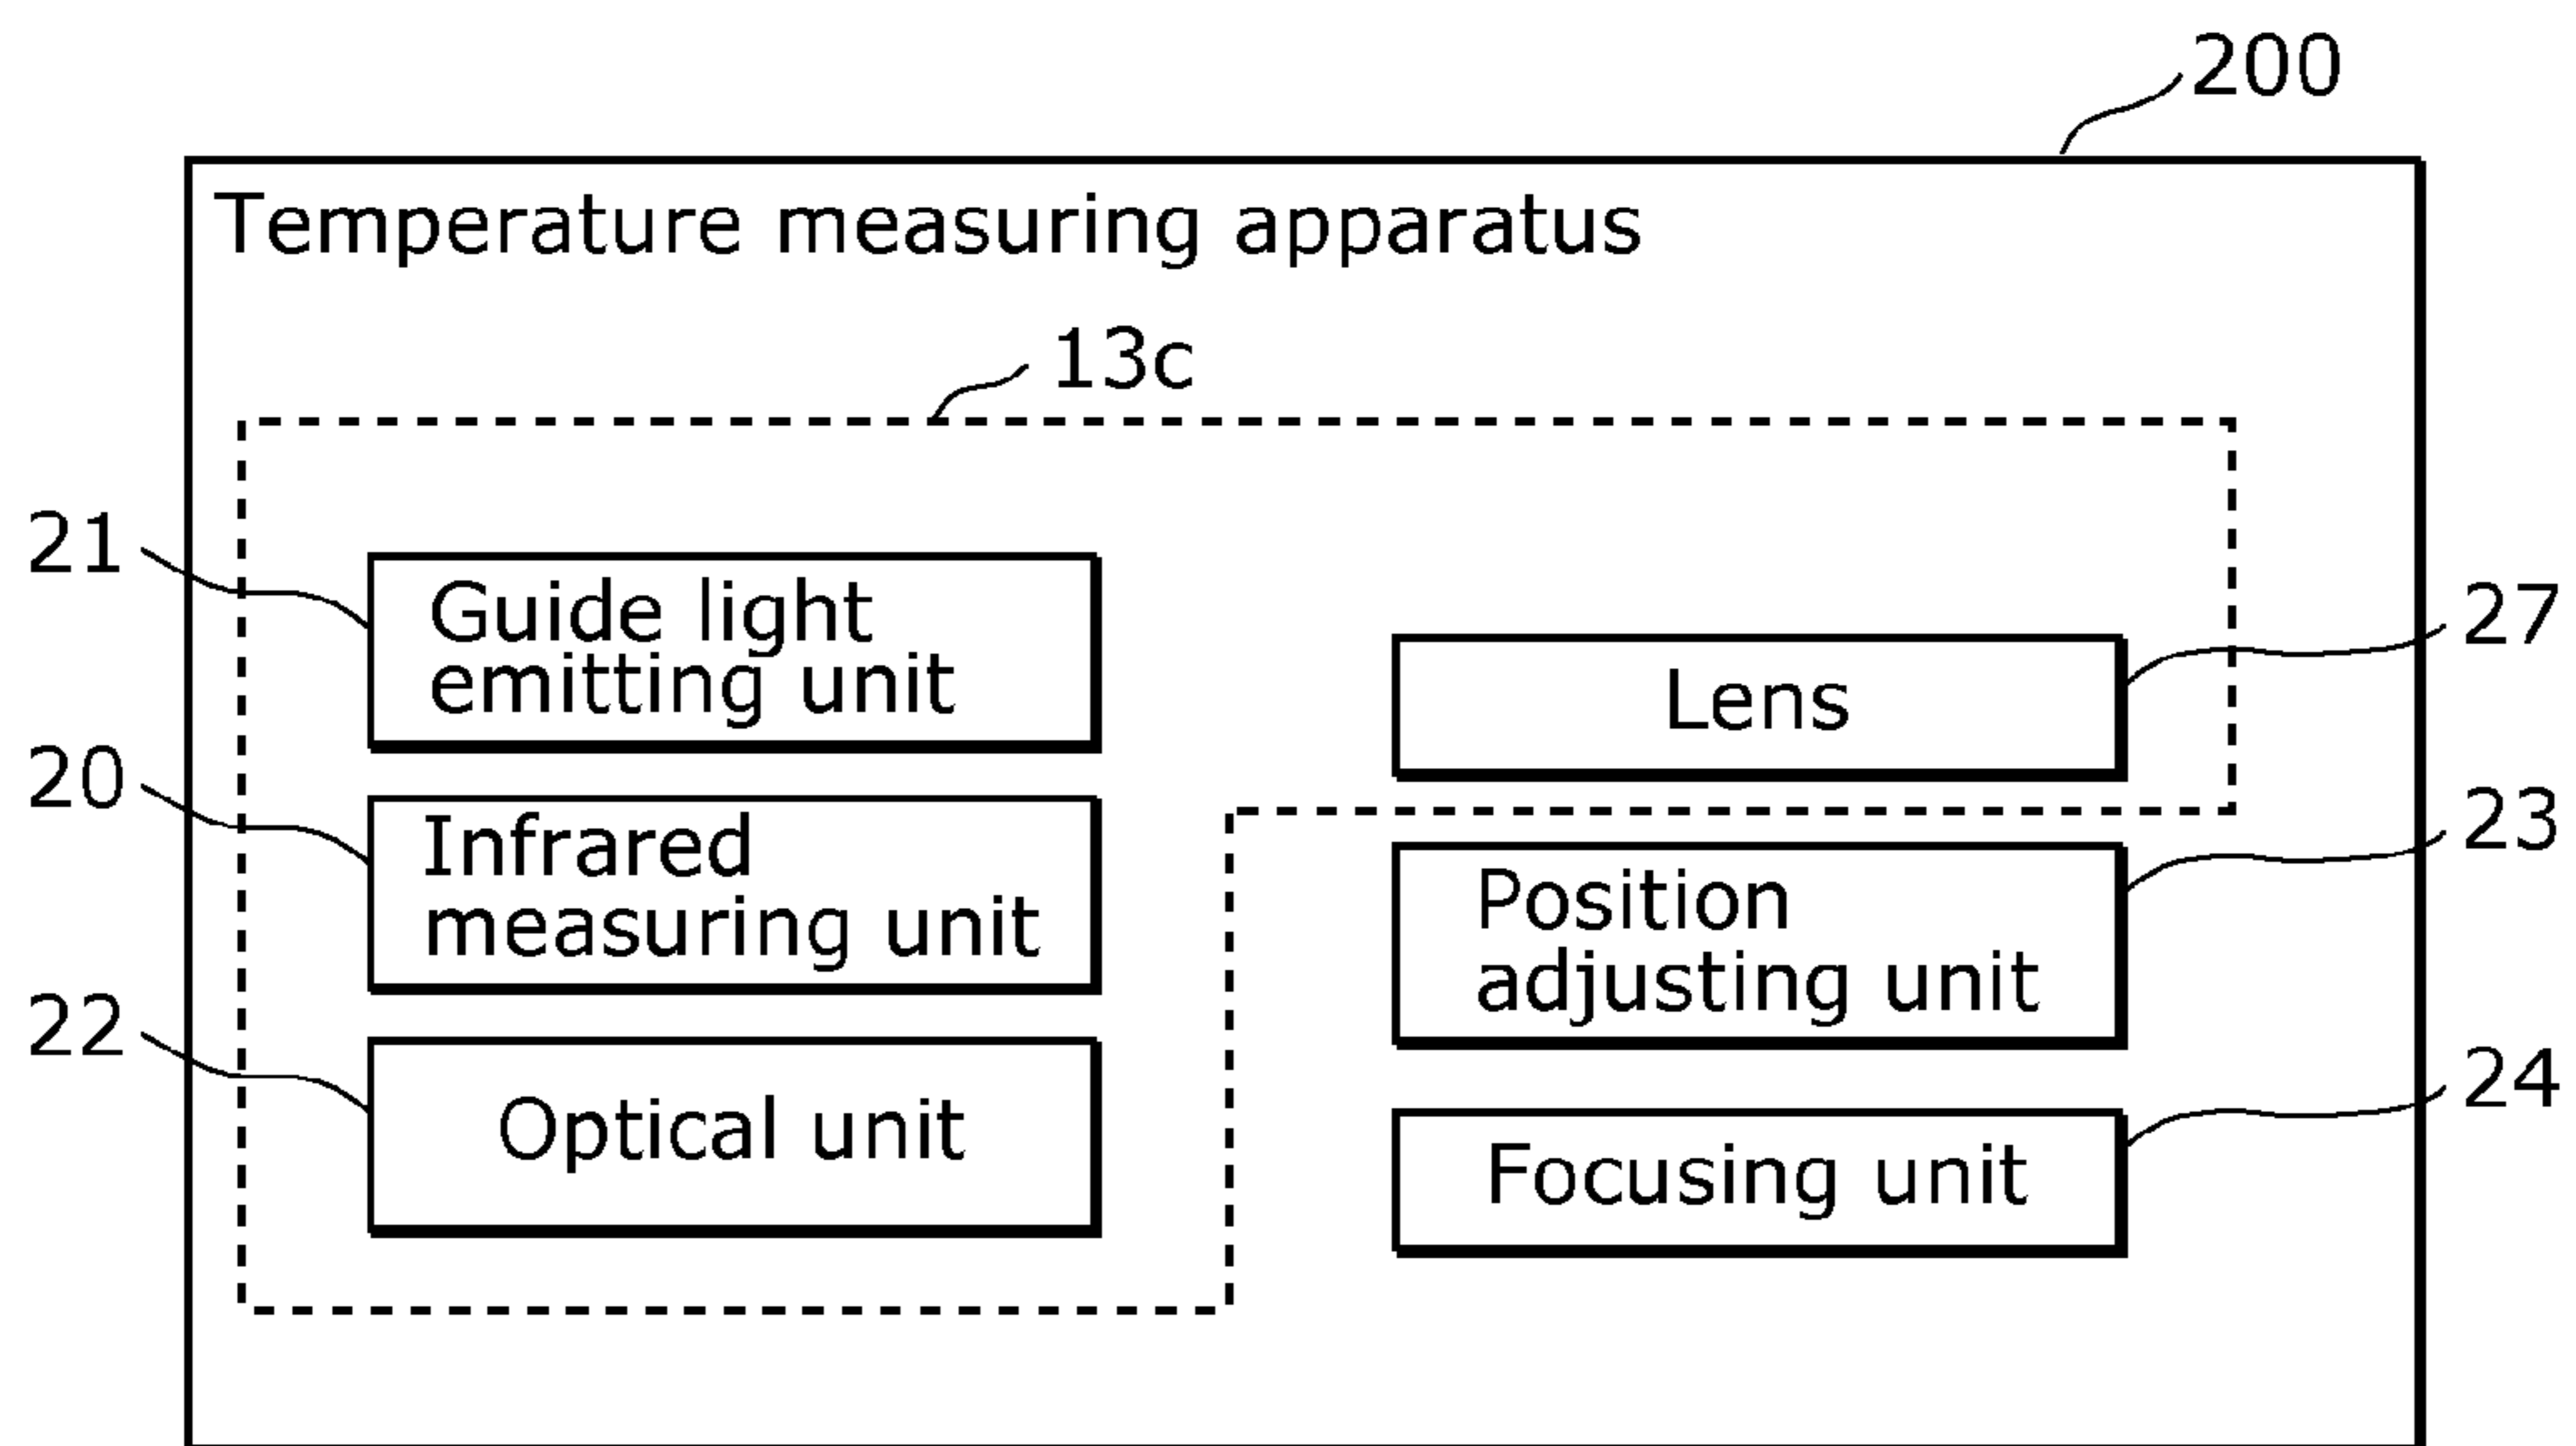 200
Temperature measuring apparatus
13c
21
Guide light
emitting unit
27
Lens
20
Infrared
measuring unit
23
Position
adjusting unit
22
Optical unit
24
Focusing unit